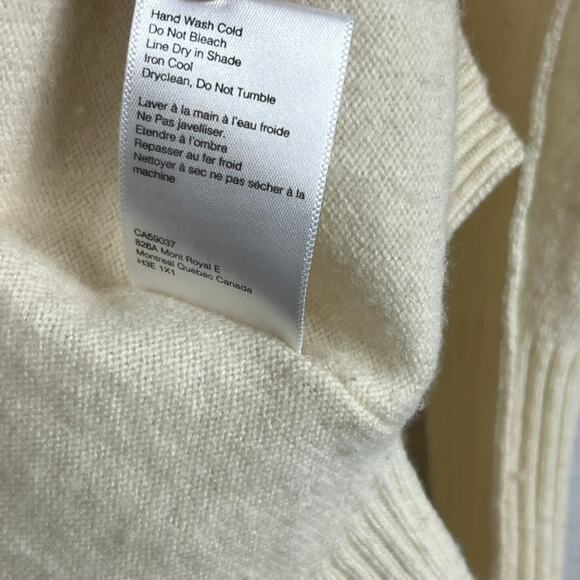 Hand Wash Cold
Do Not Bleach
Line Dry in Shade
Iron Cool
Dryclean, Do Not Tumble
Laver à la main à l'eau froide
Ne Pas javelliser.
Etendre à l'ombre
Repasser au fer froid
Nettoyer à sec ne pas sécher à la
machine
CA59037
826A Mont Royal E
Montreal Quebec Canada
H3E 1X1